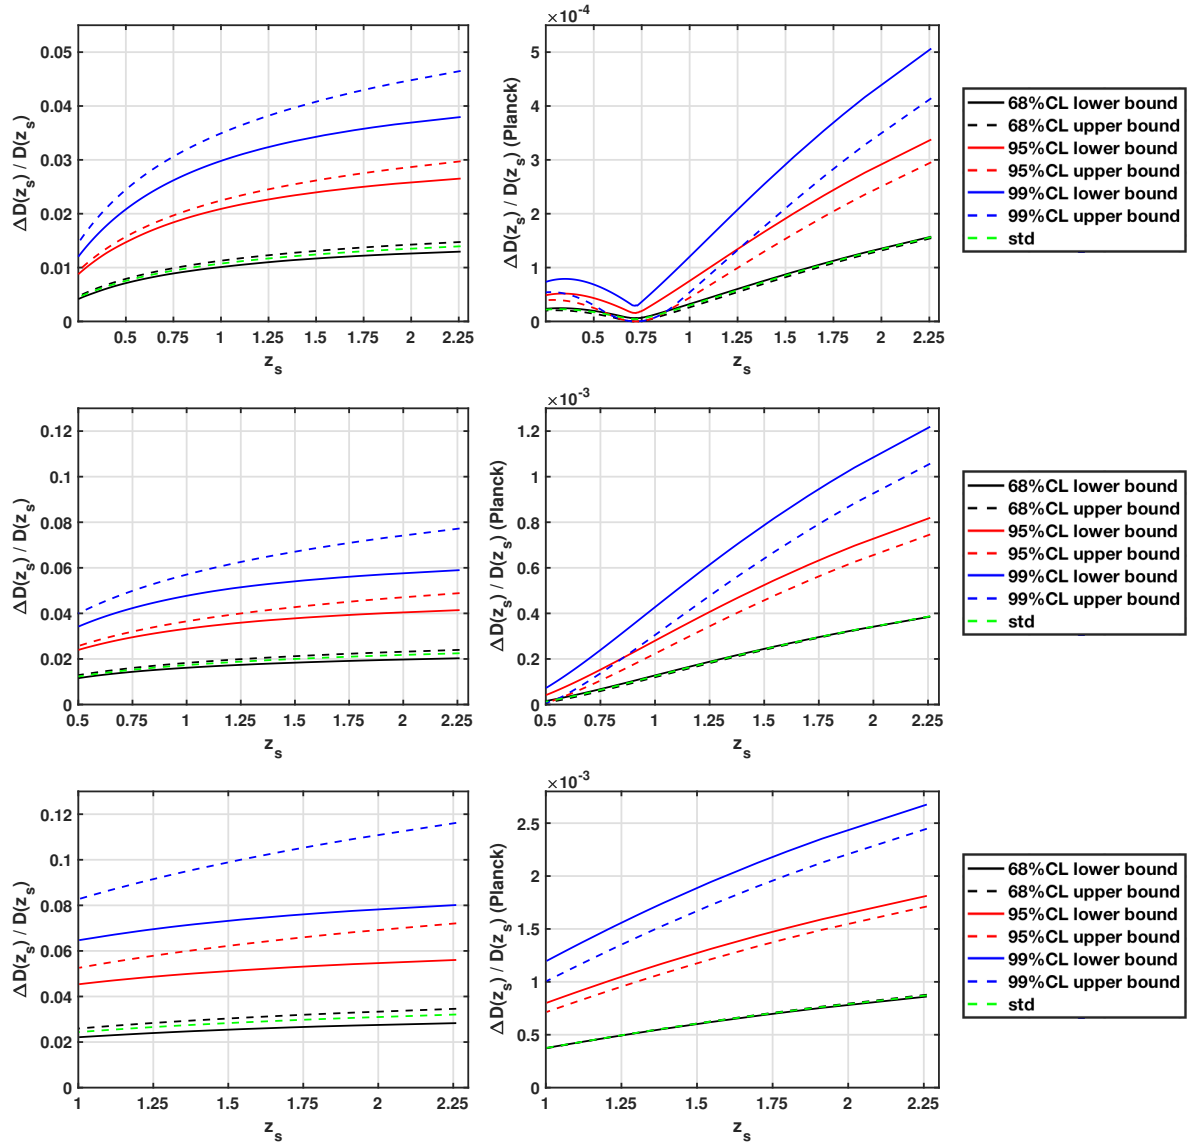 ×10⁻⁴
0.05
0.04
0.03
0.02
0.01
0
ΔD(z_s) / D(z_s)
0.5 0.75 1 1.25 1.5 1.75 2 2.25
z_s
5
4
3
2
1
0
ΔD(z_s) / D(z_s) (Planck)
0.5 0.75 1 1.25 1.5 1.75 2 2.25
z_s
68%CL lower bound
68%CL upper bound
95%CL lower bound
95%CL upper bound
99%CL lower bound
99%CL upper bound
std
0.12
0.1
0.08
0.06
0.04
0.02
0
ΔD(z_s) / D(z_s)
0.5 0.75 1 1.25 1.5 1.75 2 2.25
z_s
×10⁻³
1.2
1
0.8
0.6
0.4
0.2
0
ΔD(z_s) / D(z_s) (Planck)
0.5 0.75 1 1.25 1.5 1.75 2 2.25
z_s
68%CL lower bound
68%CL upper bound
95%CL lower bound
95%CL upper bound
99%CL lower bound
99%CL upper bound
std
0.12
0.1
0.08
0.06
0.04
0.02
0
ΔD(z_s) / D(z_s)
1 1.25 1.5 1.75 2 2.25
z_s
×10⁻³
2.5
2
1.5
1
0.5
0
ΔD(z_s) / D(z_s) (Planck)
1 1.25 1.5 1.75 2 2.25
z_s
68%CL lower bound
68%CL upper bound
95%CL lower bound
95%CL upper bound
99%CL lower bound
99%CL upper bound
std